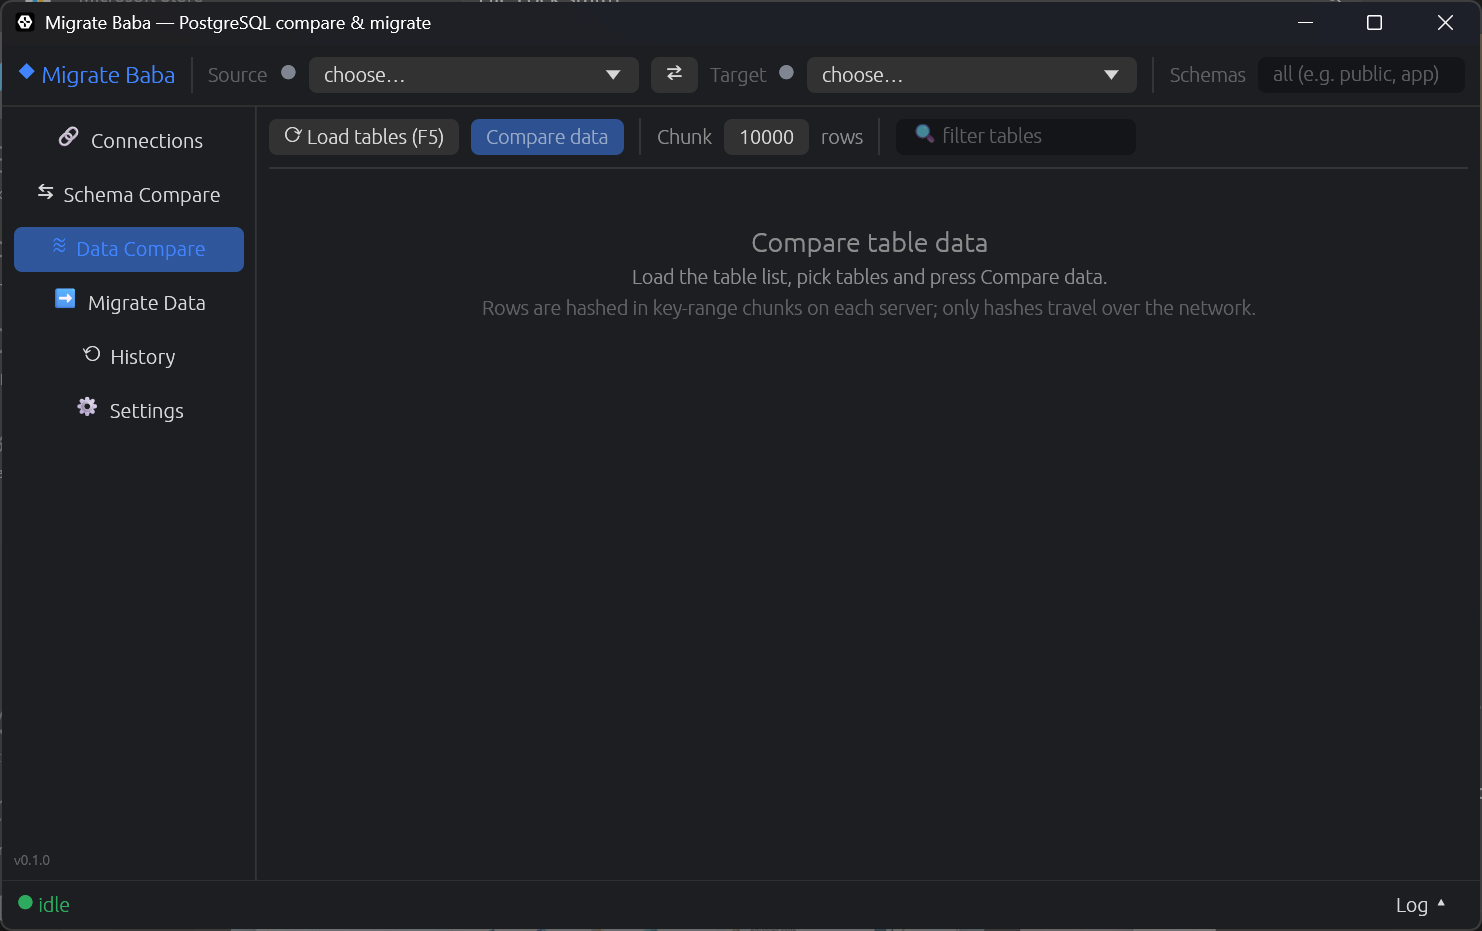 Migrate Baba — PostgreSQL compare & migrate
Migrate Baba Source choose... Target choose... Schemas all (e.g. public, app)
Connections
Schema Compare
Data Compare
Migrate Data
History
Settings
Load tables (F5) Compare data Chunk 10000 rows filter tables
Compare table data
Load the table list, pick tables and press Compare data.
Rows are hashed in key-range chunks on each server; only hashes travel over the network.
v0.1.0
idle
Log